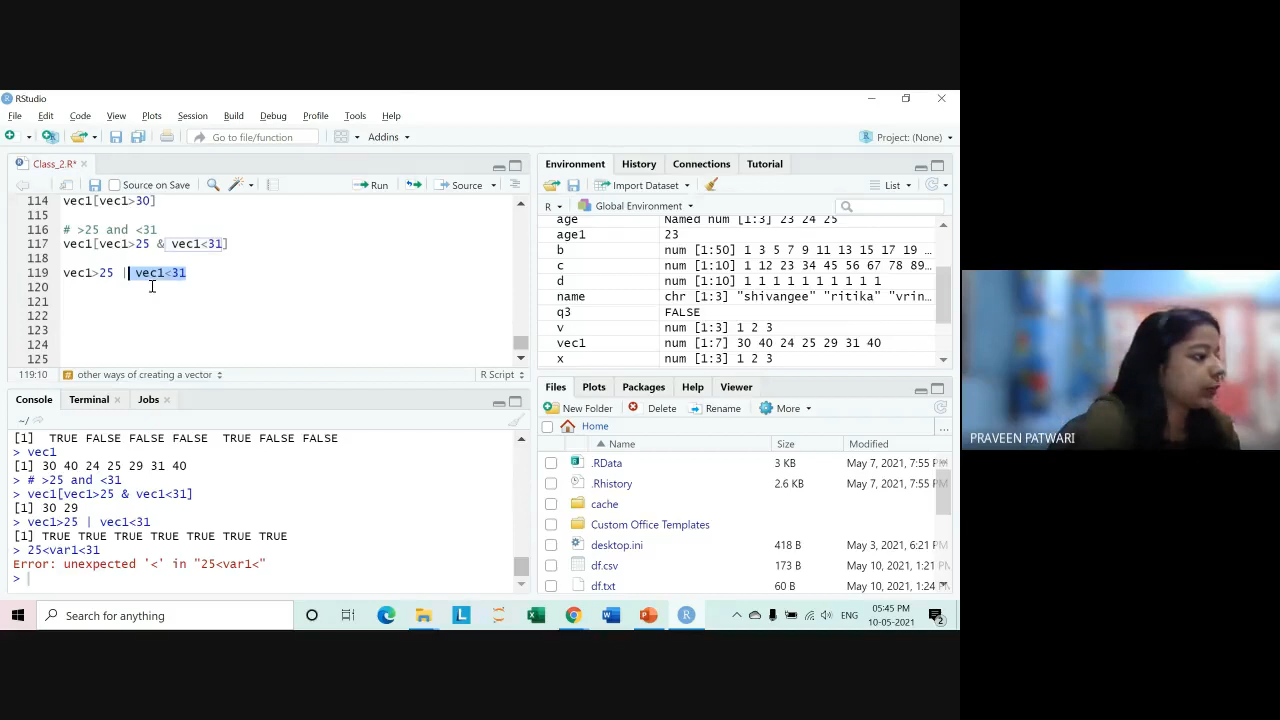 RStudio
File Edit Code View Plots Session Build Debug Profile Tools Help
Go to file/function Addins Project: (None)
Class_2.R*
Source on Save Run Source
114 vec1[vec1>30]
115
116 # >25 and <31
117 vec1[vec1>25 & vec1<31]
118
119 vec1>25 | vec1<31
120
121
122
123
124
125
119:10 # other ways of creating a vector R Script
Console Terminal Jobs
~/
[1] TRUE FALSE FALSE FALSE TRUE FALSE FALSE
> vec1
[1] 30 40 24 25 29 31 40
> # >25 and <31
> vec1[vec1>25 & vec1<31]
[1] 30 29
> vec1>25 | vec1<31
[1] TRUE TRUE TRUE TRUE TRUE TRUE TRUE
> 25<var1<31
Error: unexpected '<' in "25<var1<"
>
Environment History Connections Tutorial
Import Dataset List
R Global Environment
age Named num [1:3] 23 24 25
age1 23
b num [1:50] 1 3 5 7 9 11 13 15 17 19 ...
c num [1:10] 1 12 23 34 45 56 67 78 89...
d num [1:10] 1 1 1 1 1 1 1 1 1 1
name chr [1:3] "shivangee" "ritika" "vrin...
q3 FALSE
v num [1:3] 1 2 3
vec1 num [1:7] 30 40 24 25 29 31 40
x num [1:3] 1 2 3
Files Plots Packages Help Viewer
New Folder Delete Rename More
Home ...
Name Size Modified
.RData 3 KB May 7, 2021, 7:55 PM
.Rhistory 2.6 KB May 7, 2021, 7:55 PM
cache
Custom Office Templates
desktop.ini 418 B May 3, 2021, 6:21 PM
df.csv 173 B May 10, 2021, 1:21
df.txt 60 B May 10, 2021, 1:24
Search for anything
ENG 05:45 PM
10-05-2021
2
PRAVEEN PATWARI